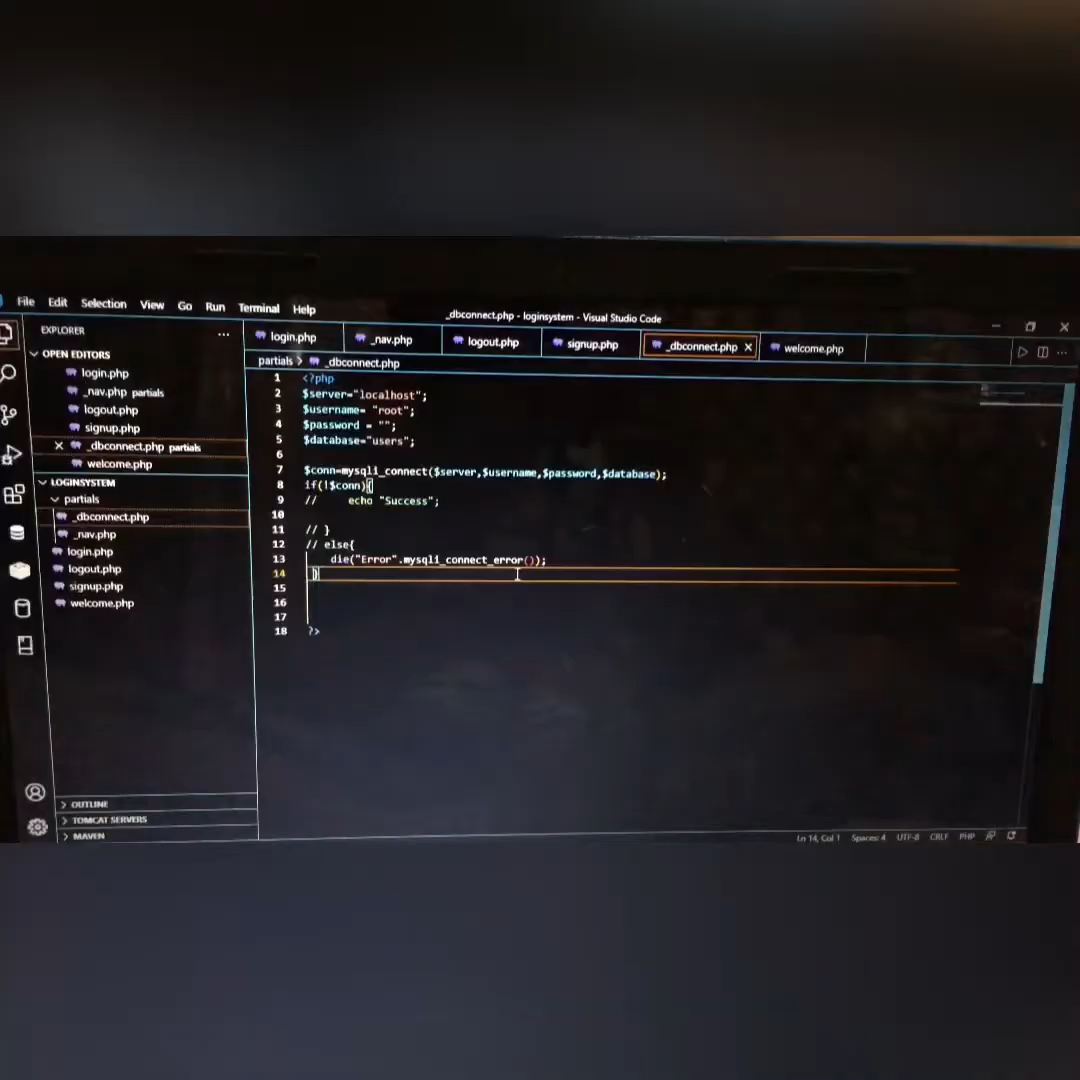 File Edit Selection View Go Run Terminal Help
_dbconnect.php - loginsystem - Visual Studio Code
EXPLORER
OPEN EDITORS
login.php
_nav.php partials
logout.php
signup.php
_dbconnect.php partials
welcome.php
LOGINSYSTEM
partials
_dbconnect.php
_nav.php
login.php
logout.php
signup.php
welcome.php
OUTLINE
TOMCAT SERVERS
MAVEN
login.php _nav.php logout.php signup.php _dbconnect.php welcome.php
partials > _dbconnect.php
1 <?php
2 $server="localhost";
3 $username= "root";
4 $password = "";
5 $database="users";
6
7 $conn=mysqli_connect($server,$username,$password,$database);
8 if(!$conn){
9 // echo "Success";
10
11 // }
12 // else{
13 die("Error".mysqli_connect_error());
14 }
15
16
17
18 ?>
Ln 14, Col 1 Spaces: 4 UTF-8 CRLF PHP